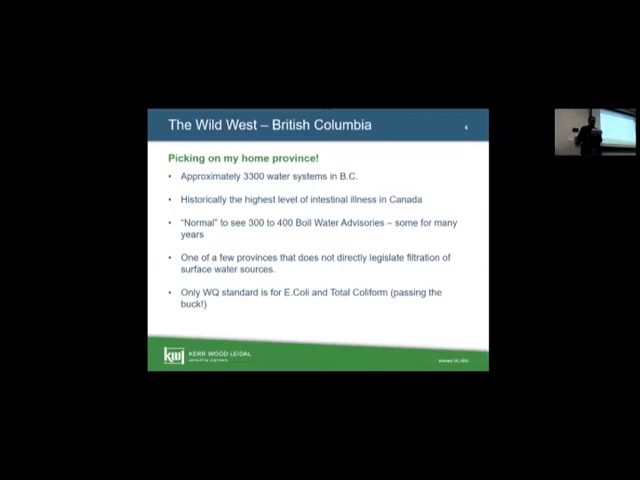 The Wild West – British Columbia
Picking on my home province!
• Approximately 3300 water systems in B.C.
• Historically the highest level of intestinal illness in Canada
• “Normal” to see 300 to 400 Boil Water Advisories – some for many
years
• One of a few provinces that does not directly legislate filtration of
surface water sources.
• Only WQ standard is for E.Coli and Total Coliform (passing the
buck!)
KERR WOOD LEIDAL